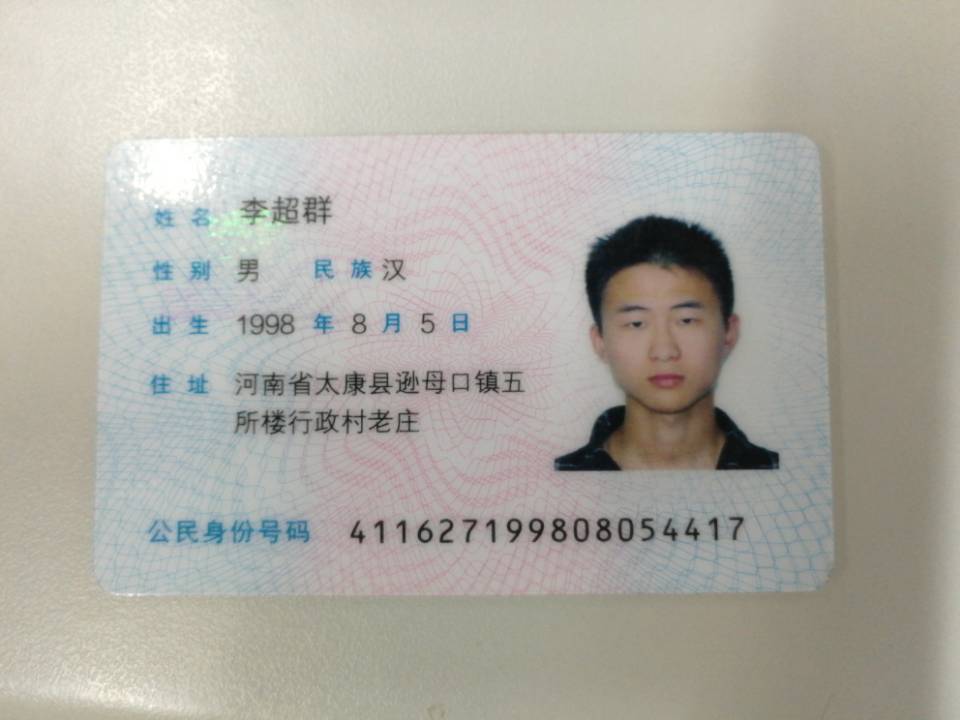 姓名 李超群
性别 男 民族 汉
出生 1998 年 8 月 5 日
住址 河南省太康县逊母口镇五
所楼行政村老庄
公民身份号码 411627199808054417